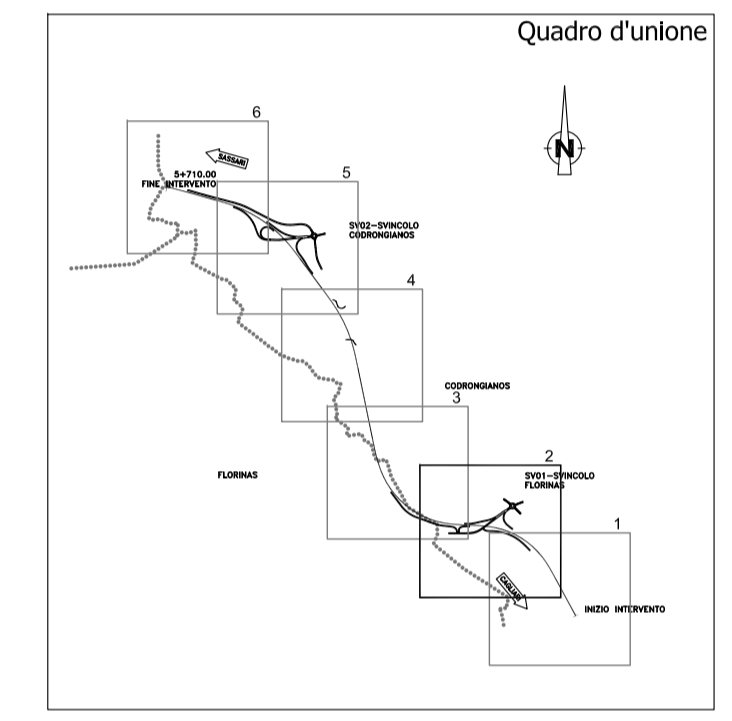 Quadro d'unione
6
SASSARI
N
5+710.00
FINE INTERVENTO
5
SV02-SVINCOLO
CODRONGIANOS
4
CODRONGIANOS
3
FLORINAS
2
SV01-SVINCOLO
FLORINAS
1
CAGLIARI
INIZIO INTERVENTO